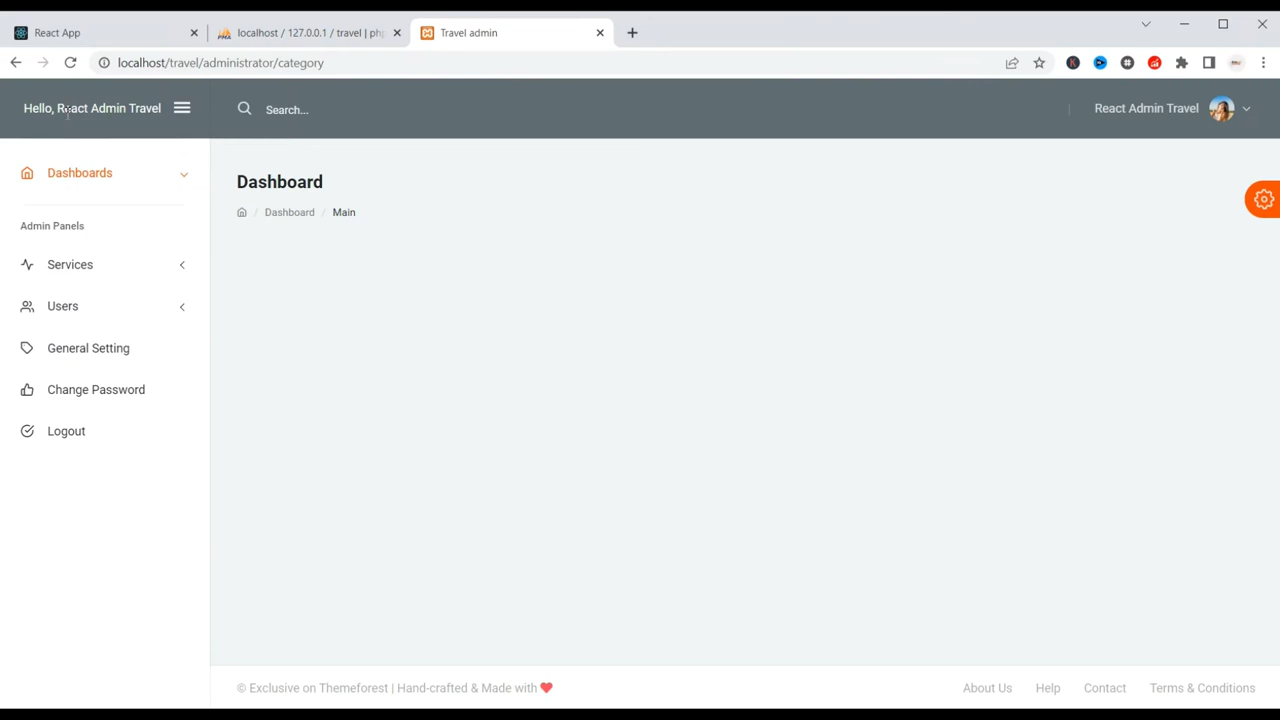 React App
localhost / 127.0.0.1 / travel | ph
Travel admin
localhost/travel/administrator/category
Hello, React Admin Travel
Search...
React Admin Travel
Dashboards
Admin Panels
Services
Users
General Setting
Change Password
Logout
Dashboard
Dashboard / Main
© Exclusive on Themeforest | Hand-crafted & Made with ❤
About Us
Help
Contact
Terms & Conditions